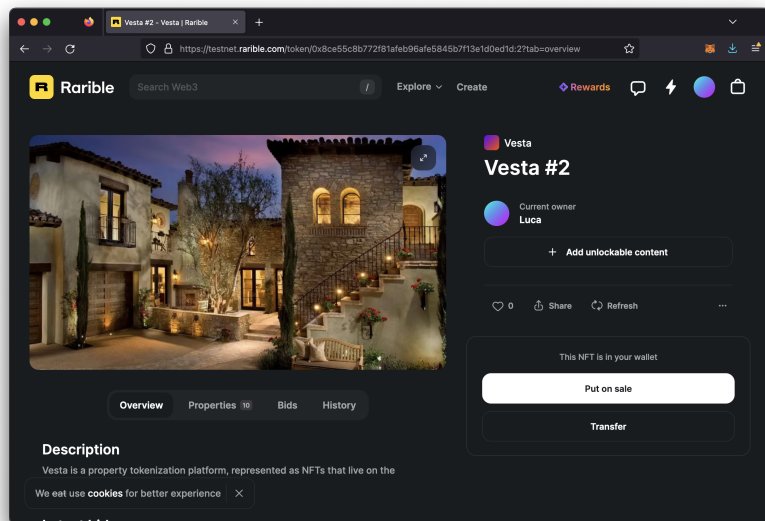 Vesta #2 - Vesta | Rarible
https://testnet.rarible.com/token/0x8ce55c8b772f81afeb96afe5845b7f13e1d0ed1d:2?tab=overview
R Rarible
Search Web3 /
Explore
Create
Rewards
Vesta
Vesta #2
Current owner
Luca
+ Add unlockable content
0 Share Refresh ...
This NFT is in your wallet
Put on sale
Transfer
Overview Properties 10 Bids History
Description
Vesta is a property tokenization platform, represented as NFTs that live on the
We eat use cookies for better experience